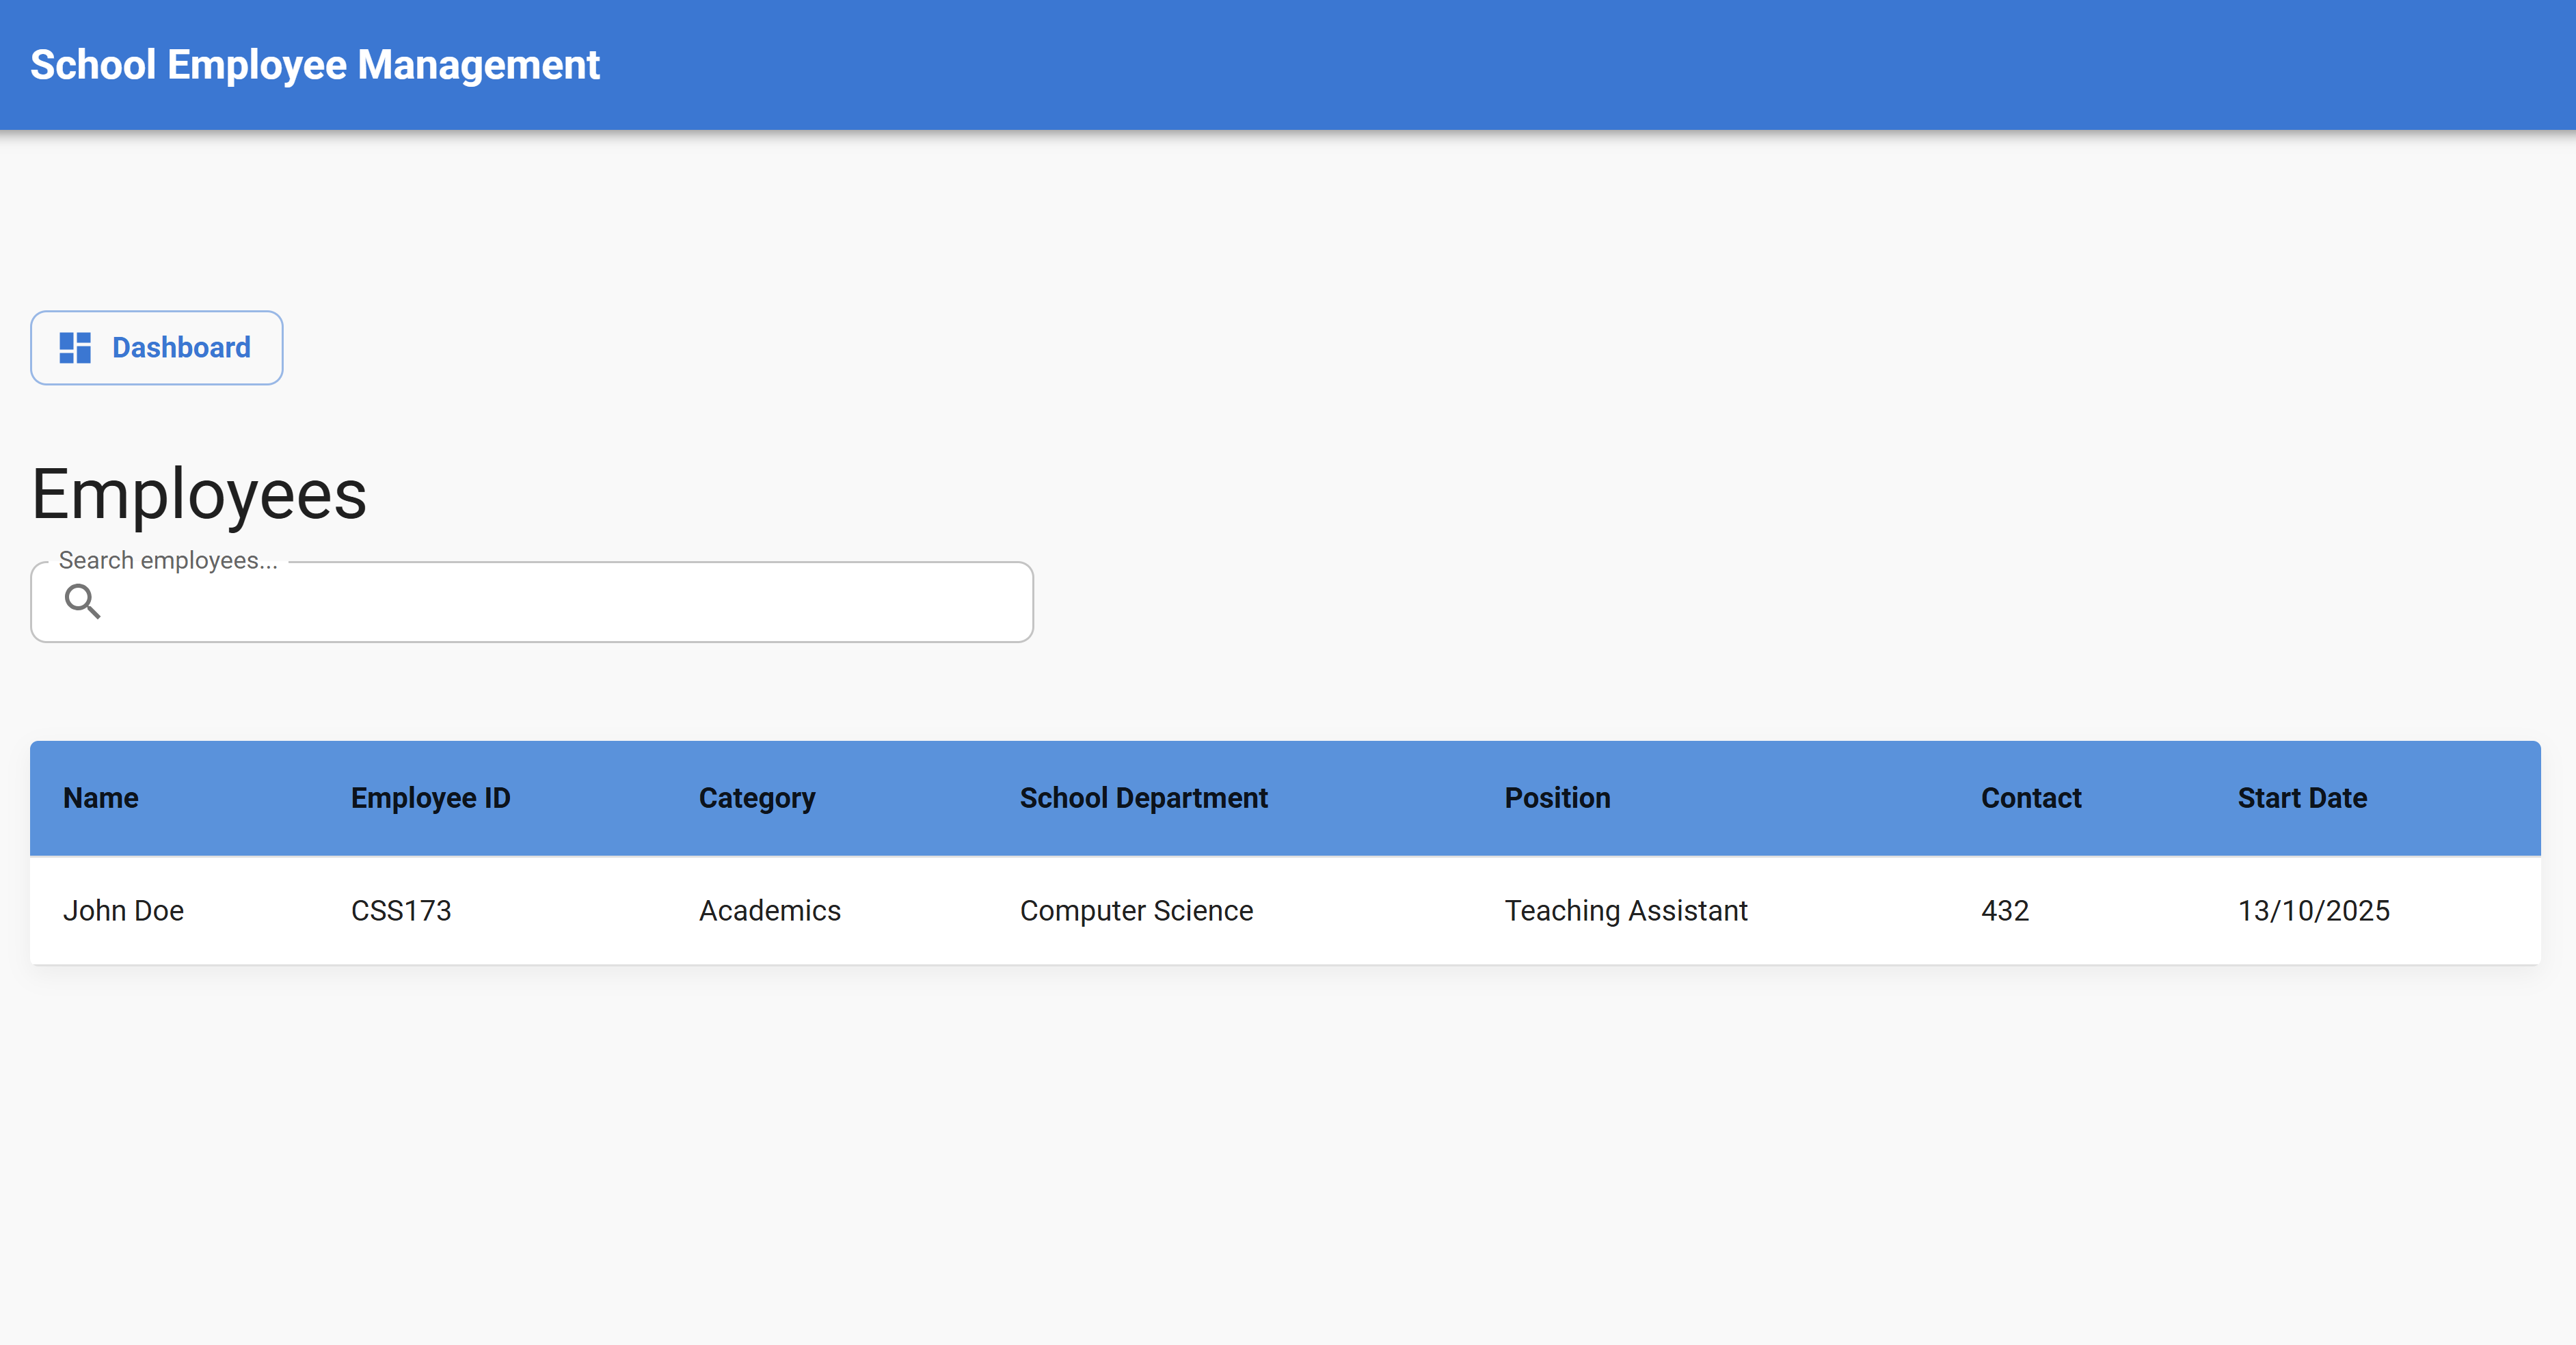 School Employee Management
Dashboard
Employees
Search employees...
Name Employee ID Category School Department Position Contact Start Date
John Doe CSS173 Academics Computer Science Teaching Assistant 432 13/10/2025